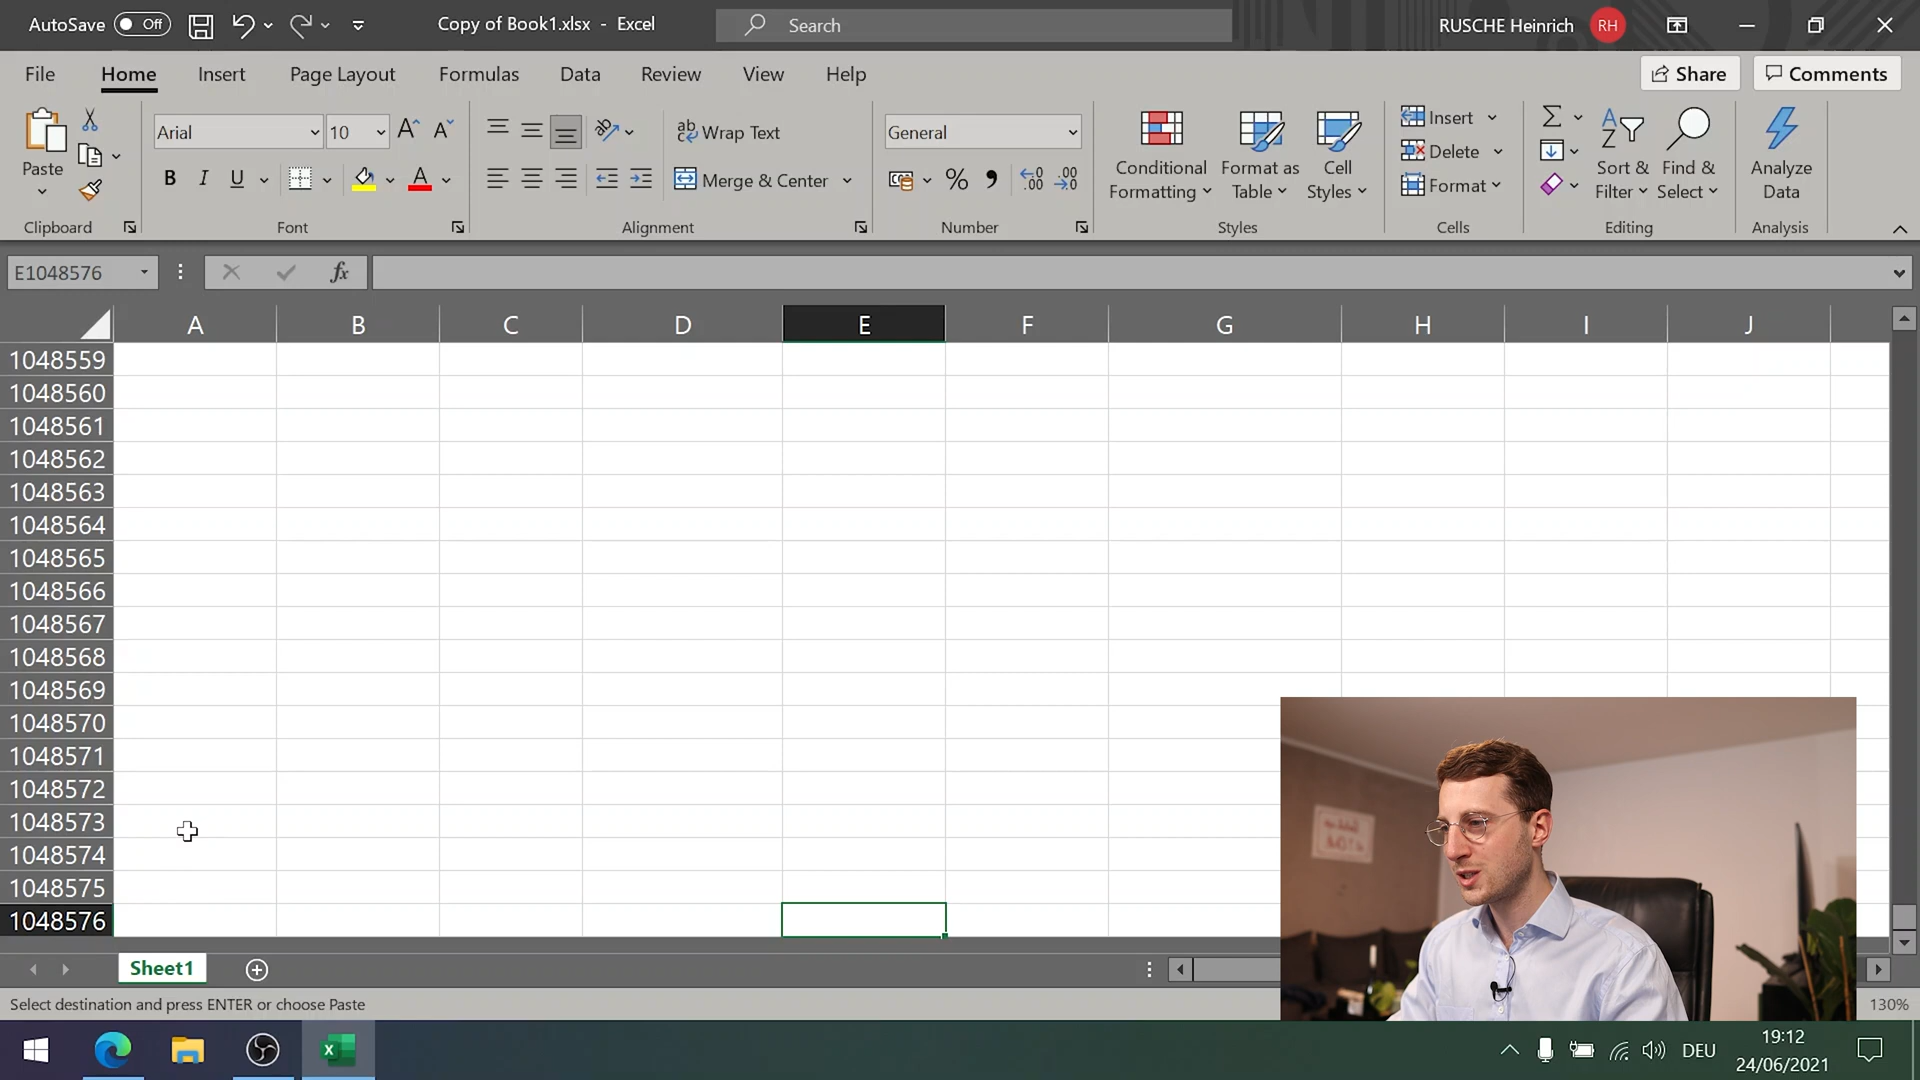 AutoSave Off Copy of Book1.xlsx - Excel Search RUSCHE Heinrich RH
File Home Insert Page Layout Formulas Data Review View Help Share Comments
Arial 10 ab Wrap Text General Insert Σ
Paste Conditional Formatting Format as Table Cell Styles Delete Sort & Filter Find & Select Analyze Data
B I U A Merge & Center % Format
Clipboard Font Alignment Number Styles Cells Editing Analysis
E1048576 fx
A B C D E F G H I J
1048559
1048560
1048561
1048562
1048563
1048564
1048565
1048566
1048567
1048568
1048569
1048570
1048571
1048572
1048573
1048574
1048575
1048576
Sheet1
Select destination and press ENTER or choose Paste 130%
DEU 19:12
24/06/2021